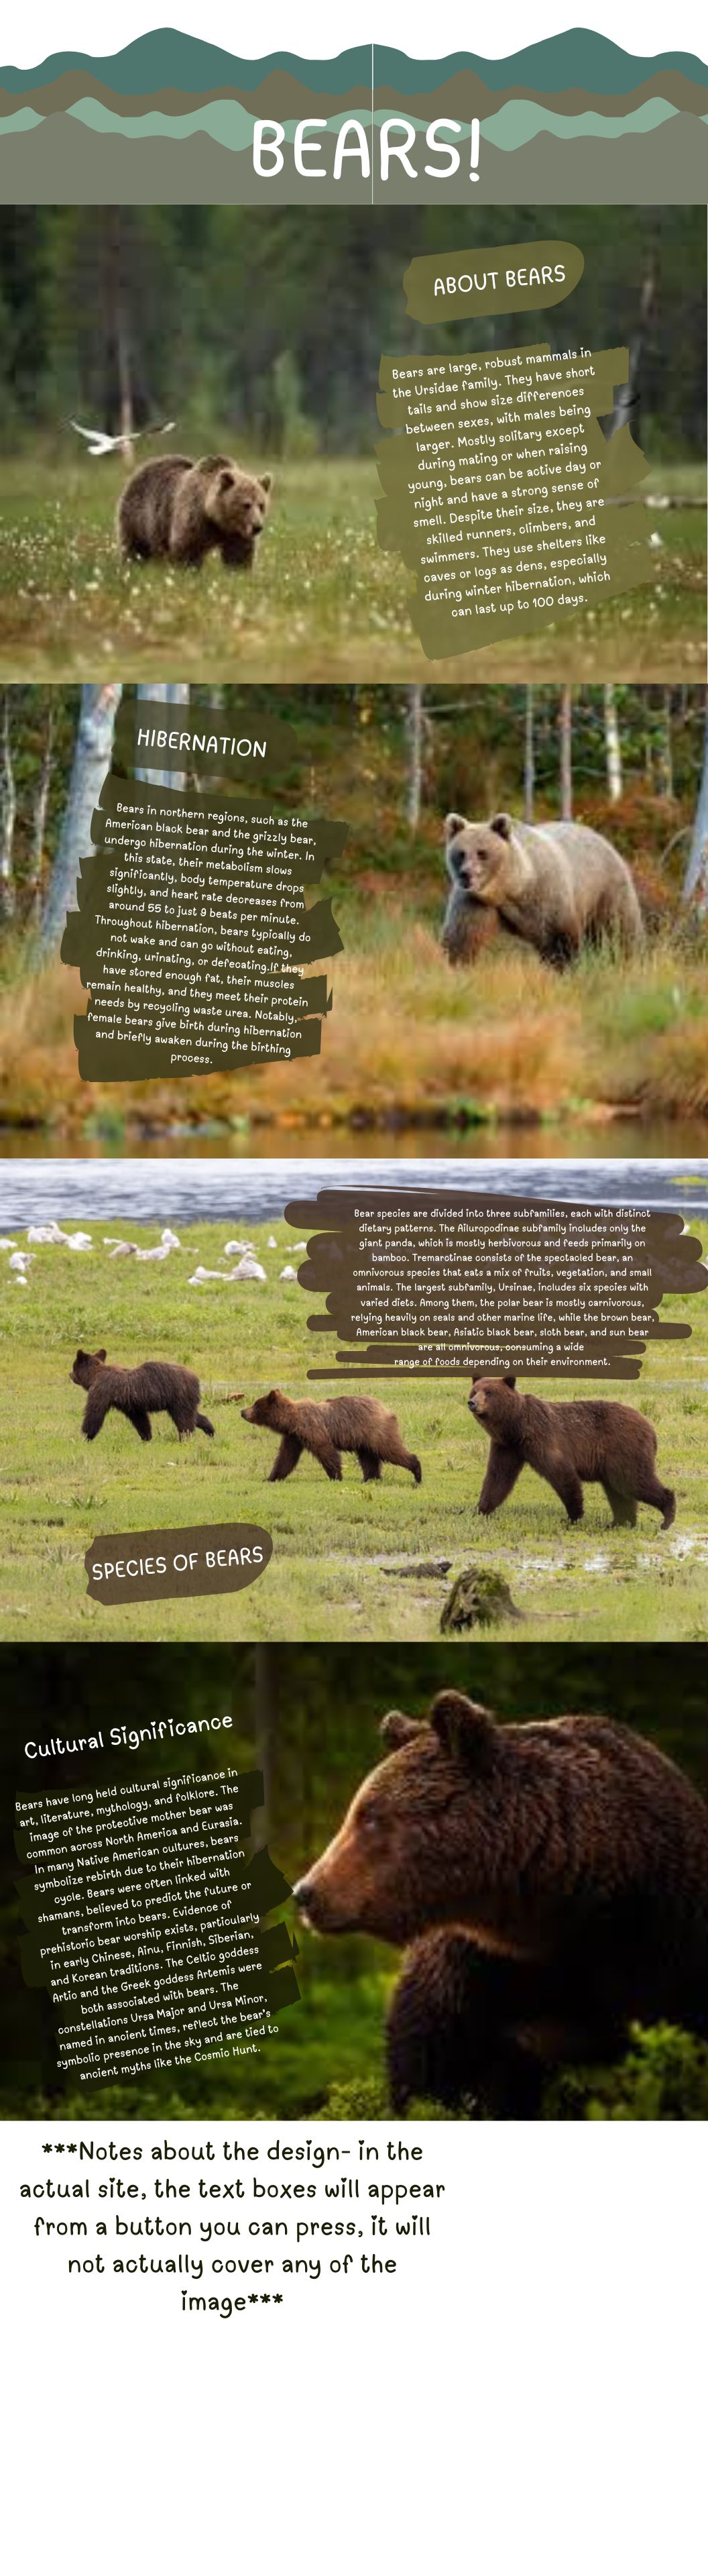 BEARS!
ABOUT BEARS
Bears are large, robust mammals in
the Ursidae family. They have short
tails and show size differences
between sexes, with males being
larger. Mostly solitary except
during mating or when raising
young, bears can be active day or
night and have a strong sense of
smell. Despite their size, they are
skilled runners, climbers, and
swimmers. They use shelters like
caves or logs as dens, especially
during winter hibernation, which
can last up to 100 days.
HIBERNATION
Bears in northern regions, such as the
American black bear and the grizzly bear,
undergo hibernation during the winter. In
this state, their metabolism slows
significantly, body temperature drops
slightly, and heart rate decreases from
around 55 to just 9 beats per minute.
Throughout hibernation, bears typically do
not wake and can go without eating,
drinking, urinating, or defecating.If they
have stored enough fat, their muscles
remain healthy, and they meet their protein
needs by recycling waste urea. Notably,
female bears give birth during hibernation
and briefly awaken during the birthing
process.
Bear species are divided into three subfamilies, each with distinct
dietary patterns. The Ailuropodinae subfamily includes only the
giant panda, which is mostly herbivorous and feeds primarily on
bamboo. Tremarctinae consists of the spectacled bear, an
omnivorous species that eats a mix of fruits, vegetation, and small
animals. The largest subfamily, Ursinae, includes six species with
varied diets. Among them, the polar bear is mostly carnivorous,
relying heavily on seals and other marine life, while the brown bear,
American black bear, Asiatic black bear, sloth bear, and sun bear
are all omnivorous, consuming a wide
range of foods depending on their environment.
SPECIES OF BEARS
Cultural Significance
Bears have long held cultural significance in
art, literature, mythology, and folklore. The
image of the protective mother bear was
common across North America and Eurasia.
In many Native American cultures, bears
symbolize rebirth due to their hibernation
cycle. Bears were often linked with
shamans, believed to predict the future or
transform into bears. Evidence of
prehistoric bear worship exists, particularly
in early Chinese, Ainu, Finnish, Siberian,
and Korean traditions. The Celtic goddess
Artio and the Greek goddess Artemis were
both associated with bears. The
constellations Ursa Major and Ursa Minor,
named in ancient times, reflect the bear's
symbolic presence in the sky and are tied to
ancient myths like the Cosmic Hunt.
***Notes about the design- in the
actual site, the text boxes will appear
from a button you can press, it will
not actually cover any of the
image***